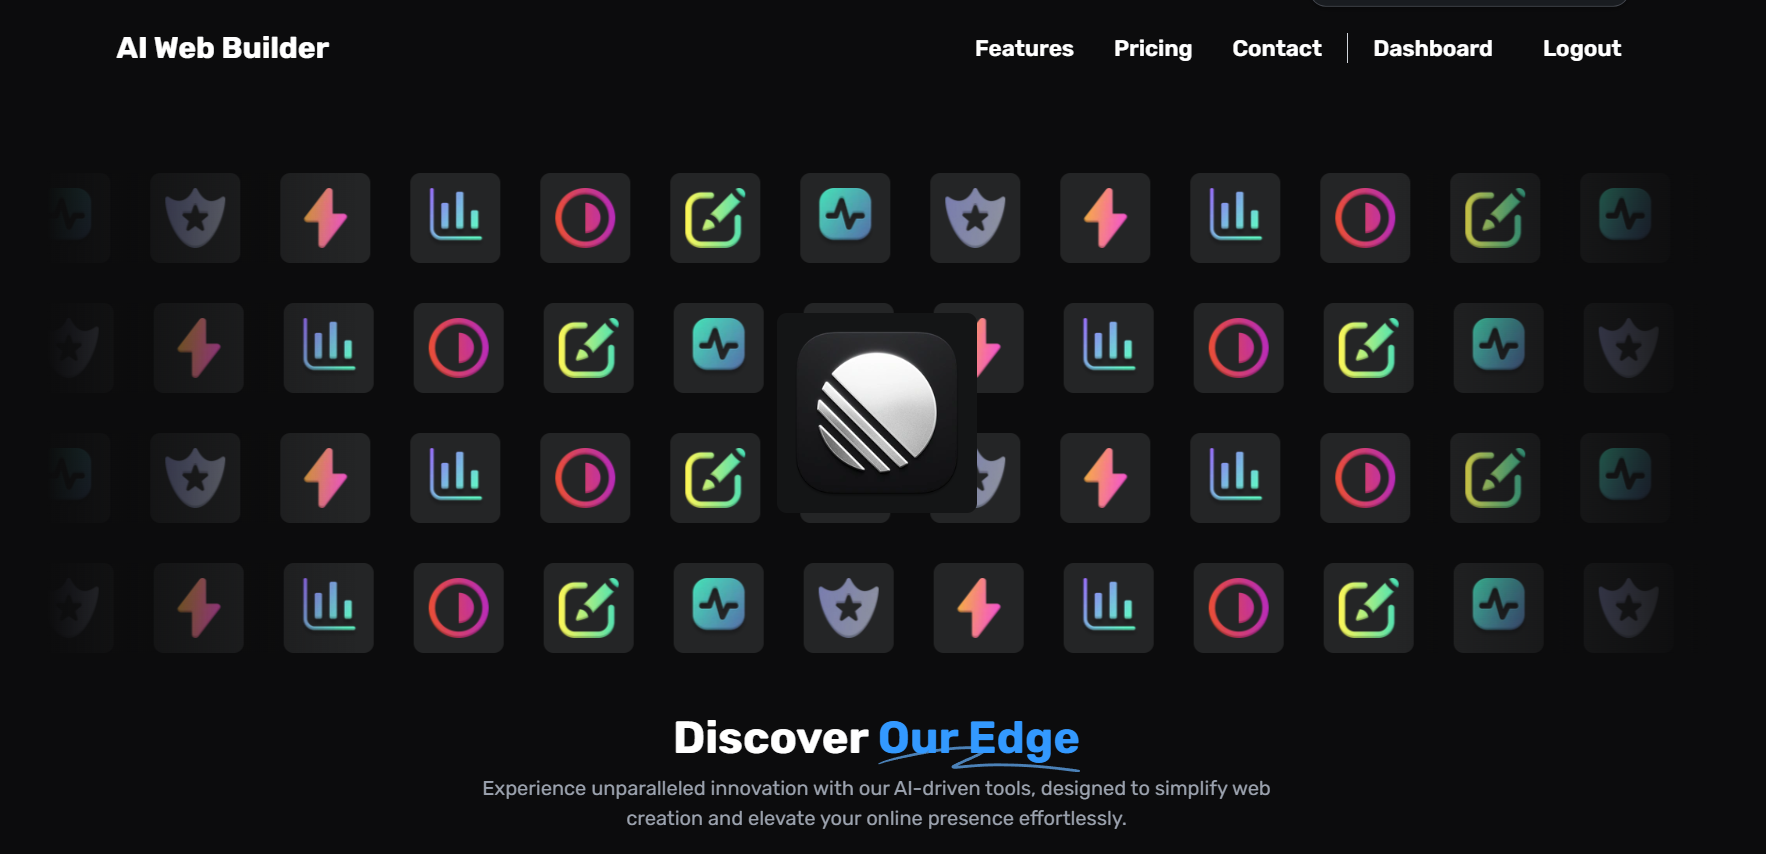 AI Web Builder
Features Pricing Contact Dashboard Logout
Discover Our Edge
Experience unparalleled innovation with our AI-driven tools, designed to simplify web
creation and elevate your online presence effortlessly.